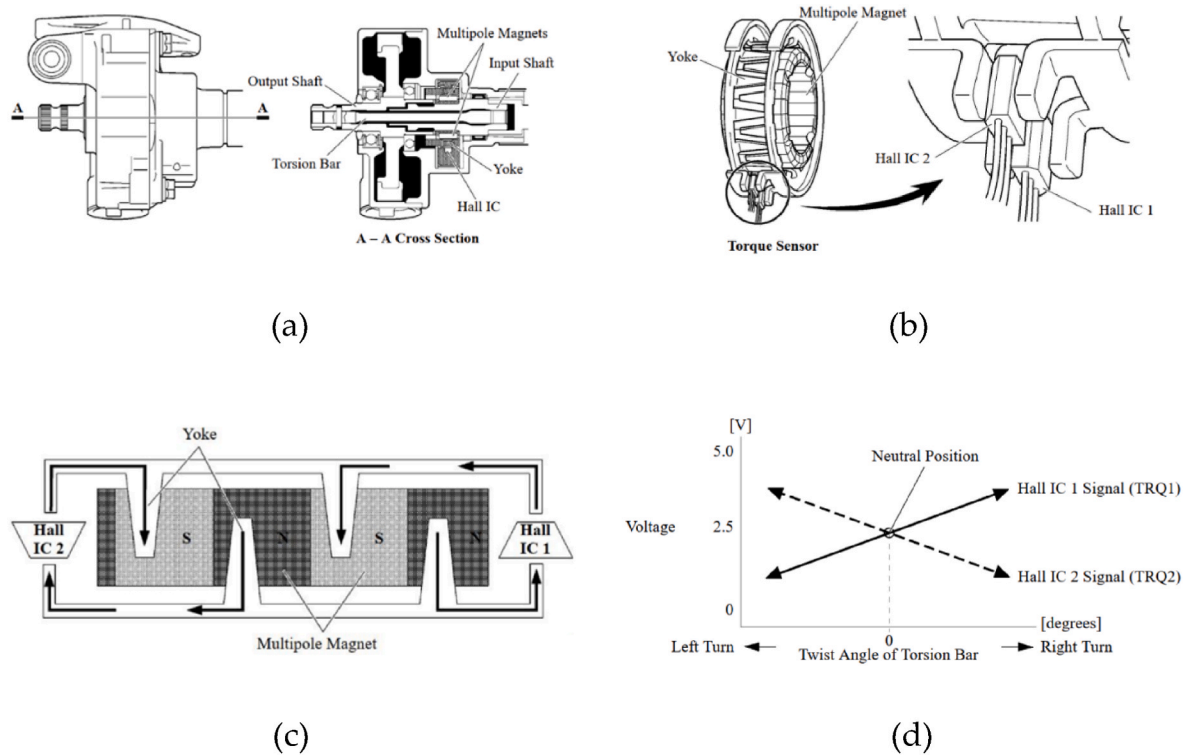 A
A
Output Shaft
Multipole Magnets
Input Shaft
Torsion Bar
Yoke
Hall IC
A – A Cross Section
(a)
Multipole Magnet
Yoke
Hall IC 2
Hall IC 1
Torque Sensor
(b)
Yoke
Hall
IC 2
S
N
S
N
Hall
IC 1
Multipole Magnet
(c)
[V]
5.0
Neutral Position
Hall IC 1 Signal (TRQ1)
Voltage
2.5
Hall IC 2 Signal (TRQ2)
0
[degrees]
0
Left Turn
Twist Angle of Torsion Bar
Right Turn
(d)